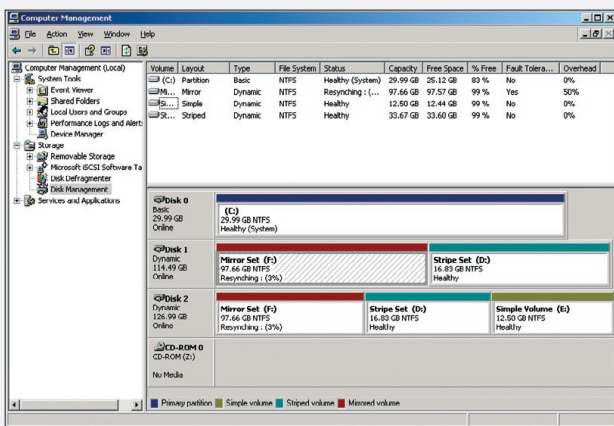 Computer Management
File Action View Window Help
Computer Management (Local)
System Tools
Event Viewer
Shared Folders
Local Users and Groups
Performance Logs and Alert:
Device Manager
Storage
Removable Storage
Microsoft iSCSI Software Ta
Disk Defragmenter
Disk Management
Services and Applications
Volume Layout Type File System Status Capacity Free Space % Free Fault Tolera... Overhead
(C:) Partition Basic NTFS Healthy (System) 29.99 GB 25.12 GB 83 % No 0%
Mi... Mirror Dynamic NTFS Resynching : (... 97.66 GB 97.57 GB 99 % Yes 50%
Si... Simple Dynamic NTFS Healthy 12.50 GB 12.44 GB 99 % No 0%
St... Striped Dynamic NTFS Healthy 33.67 GB 33.60 GB 99 % No 0%
Disk 0
Basic
29.99 GB
Online
(C:)
29.99 GB NTFS
Healthy (System)
Disk 1
Dynamic
114.49 GB
Online
Mirror Set (F:)
97.66 GB NTFS
Resynching : (3%)
Stripe Set (D:)
16.83 GB NTFS
Healthy
Disk 2
Dynamic
126.99 GB
Online
Mirror Set (F:)
97.66 GB NTFS
Resynching : (3%)
Stripe Set (D:)
16.83 GB NTFS
Healthy
Simple Volume (E:)
12.50 GB NTFS
Healthy
CD-ROM 0
CD-ROM (Z:)
No Media
Primary partition Simple volume Striped volume Mirrored volume